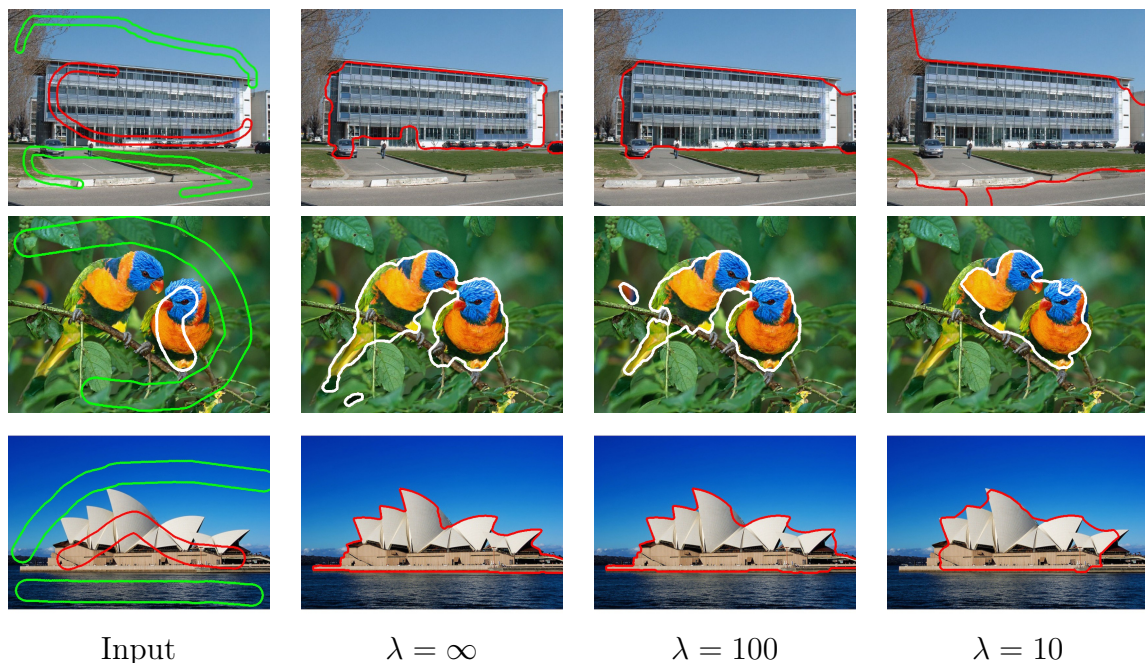 Input λ = ∞ λ = 100 λ = 10